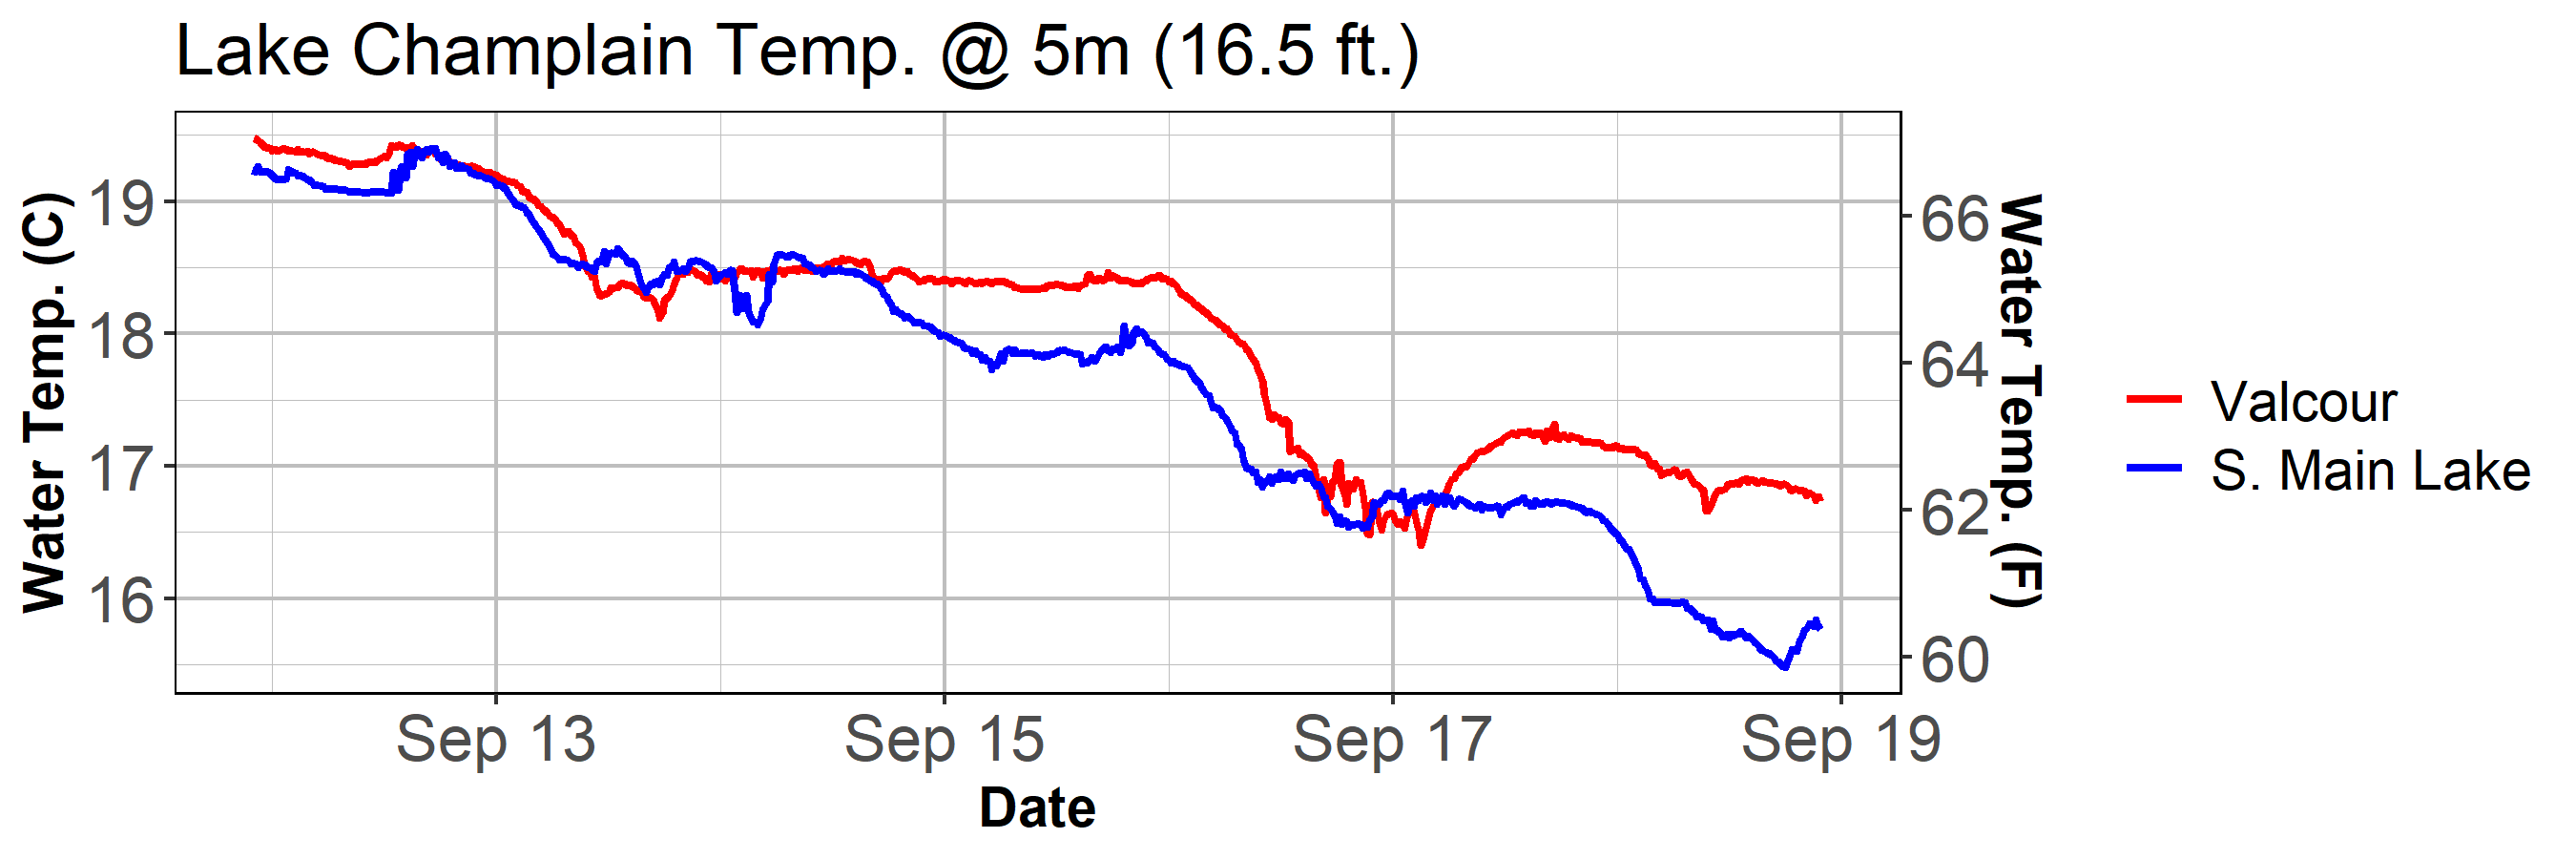 Lake Champlain Temp. @ 5m (16.5 ft.)
Water Temp. (C)
19
18
17
16
66
64
62
60
Water Temp. (F)
Sep 13
Sep 15
Sep 17
Sep 19
Date
Valcour
S. Main Lake